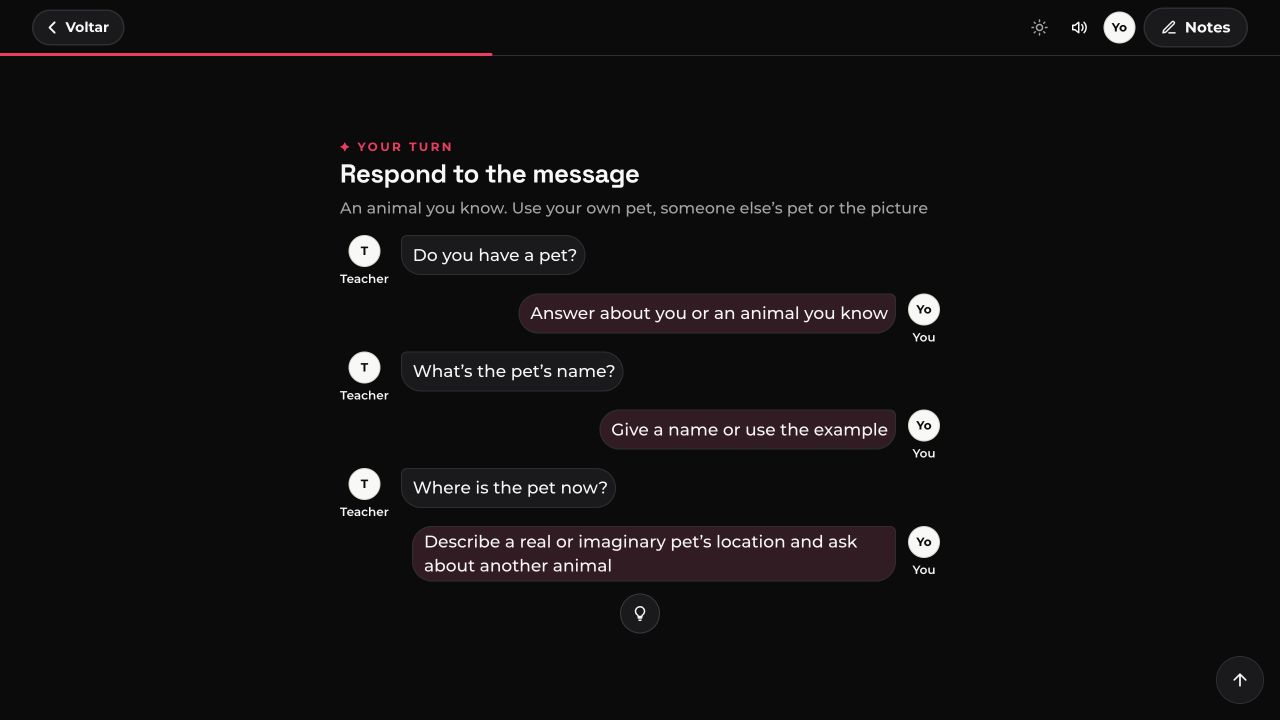 Voltar
Yo
Notes
YOUR TURN
Respond to the message
An animal you know. Use your own pet, someone else’s pet or the picture
T
Teacher
Do you have a pet?
Answer about you or an animal you know
Yo
You
T
Teacher
What’s the pet’s name?
Give a name or use the example
Yo
You
T
Teacher
Where is the pet now?
Describe a real or imaginary pet’s location and ask
about another animal
Yo
You